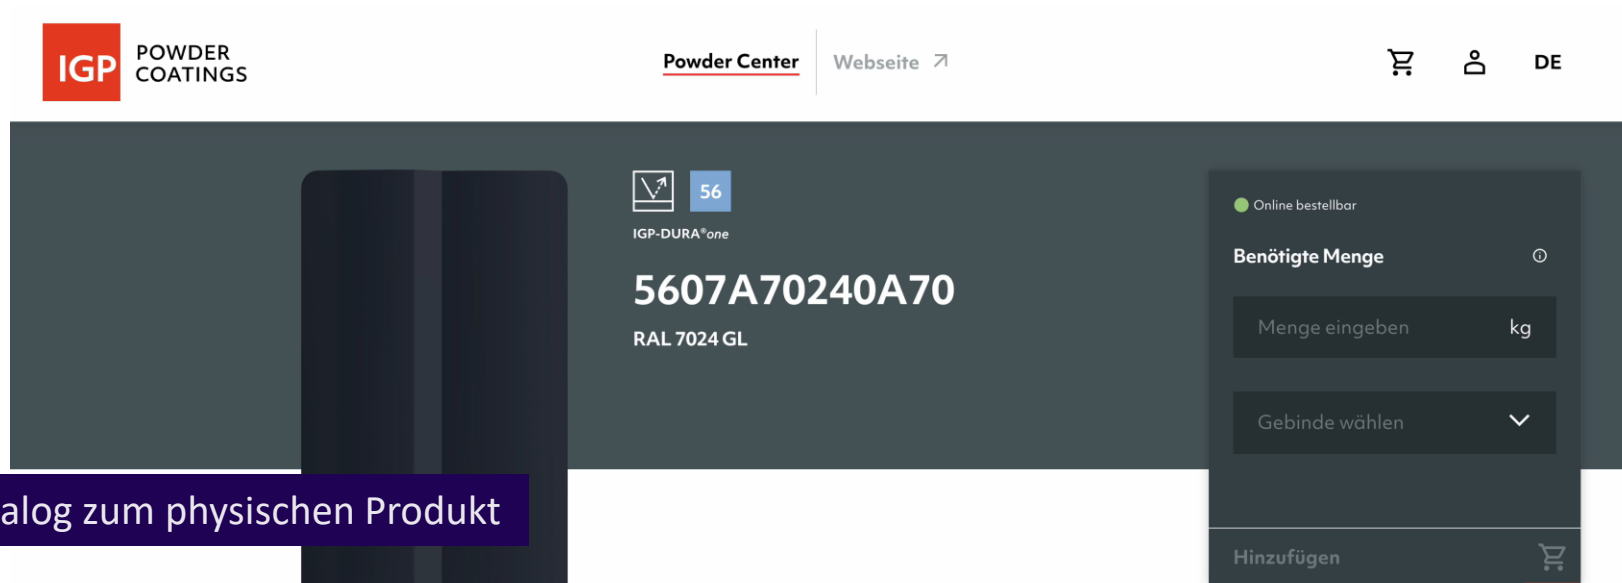 IGP
POWDER
COATINGS
Powder Center
Webseite
DE
56
IGP-DURA®one
5607A70240A70
RAL 7024 GL
Online bestellbar
Benötigte Menge
Menge eingeben kg
Gebinde wählen
Hinzufügen
alog zum physischen Produkt